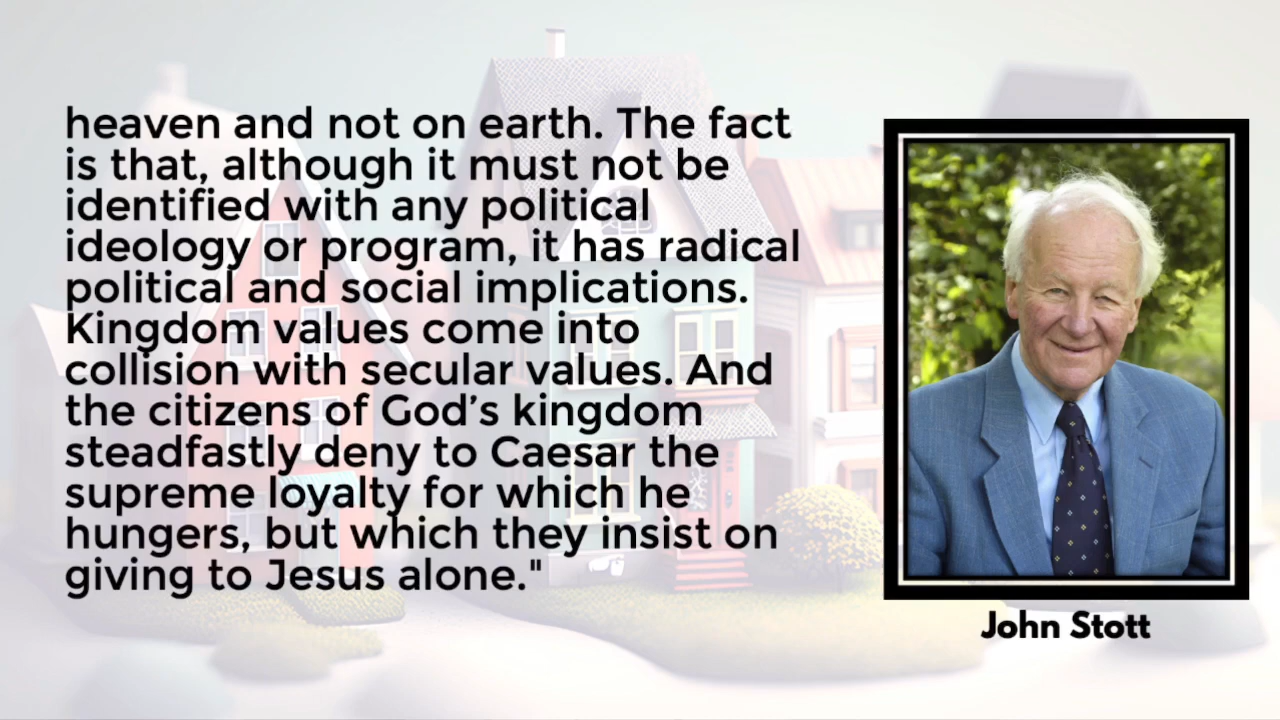 heaven and not on earth. The fact
is that, although it must not be
identified with any political
ideology or program, it has radical
political and social implications.
Kingdom values come into
collision with secular values. And
the citizens of God’s kingdom
steadfastly deny to Caesar the
supreme loyalty for which he
hungers, but which they insist on
giving to Jesus alone."
John Stott